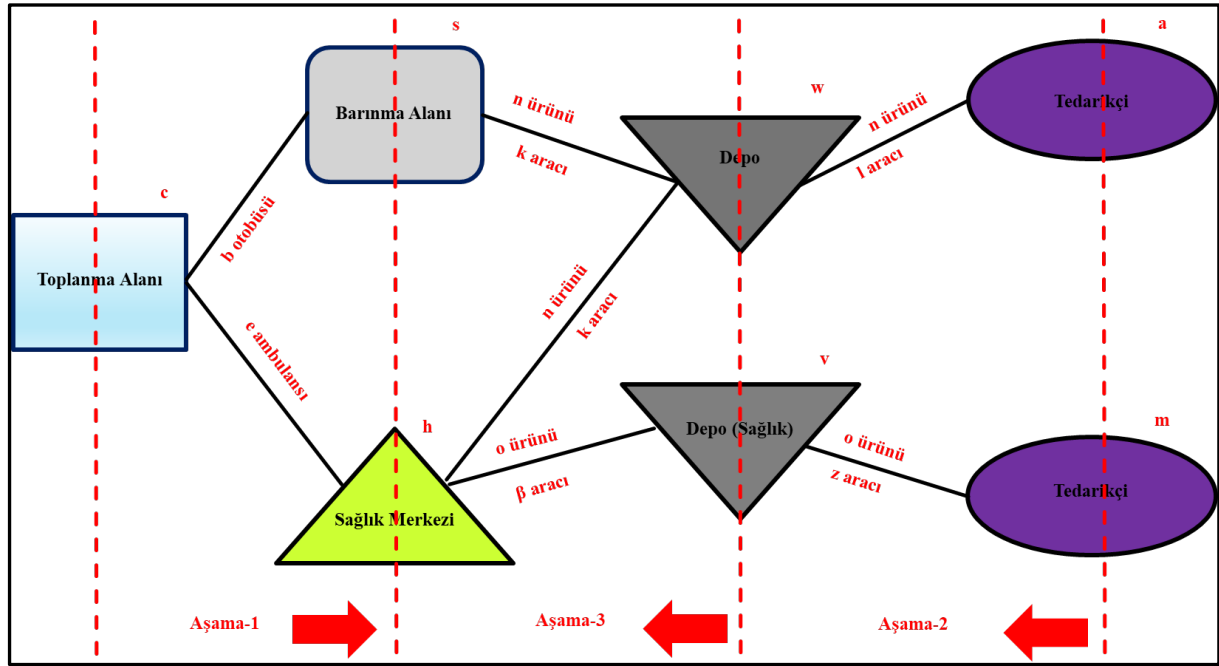 s
a
w
Barınma Alanı
n ürünü
k aracı
Depo
n ürünü
l aracı
Tedarikçi
c
Toplanma Alanı
b otobüsü
e ambulansı
n ürünü
k aracı
h
Sağlık Merkezi
o ürünü
β aracı
v
Depo (Sağlık)
o ürünü
z aracı
m
Tedarikçi
Aşama-1
Aşama-3
Aşama-2